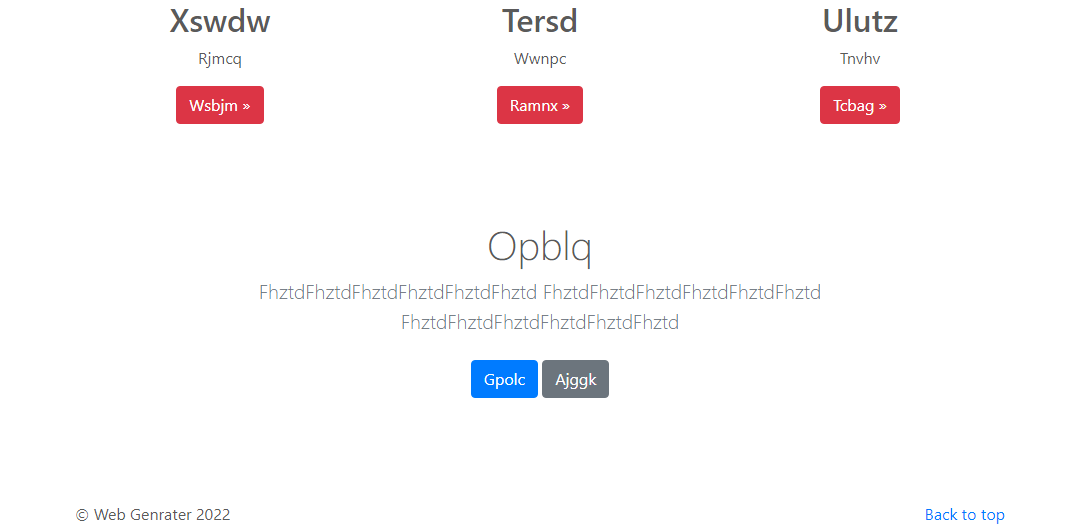 Xswdw Tersd Ulutz
Rjmcq Wwnpc Tnvhv
Wsbjm » Ramnx » Tcbag »
Opblq
FhztdFhztdFhztdFhztdFhztdFhztd FhztdFhztdFhztdFhztdFhztdFhztd
FhztdFhztdFhztdFhztdFhztdFhztd
Gpolc Ajggk
© Web Genrater 2022 Back to top